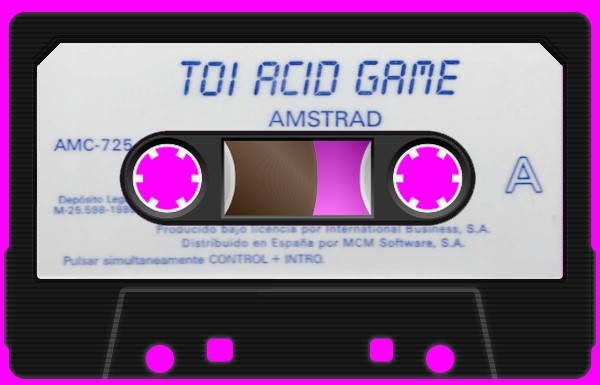 TOI ACID GAME
AMSTRAD
AMC-725
A
Depósito Leg
M-25.598-198
Producido bajo licencia por International Business, S.A.
Distribuido en España por MCM Software, S.A.
Pulsar simultaneamente CONTROL + INTRO.